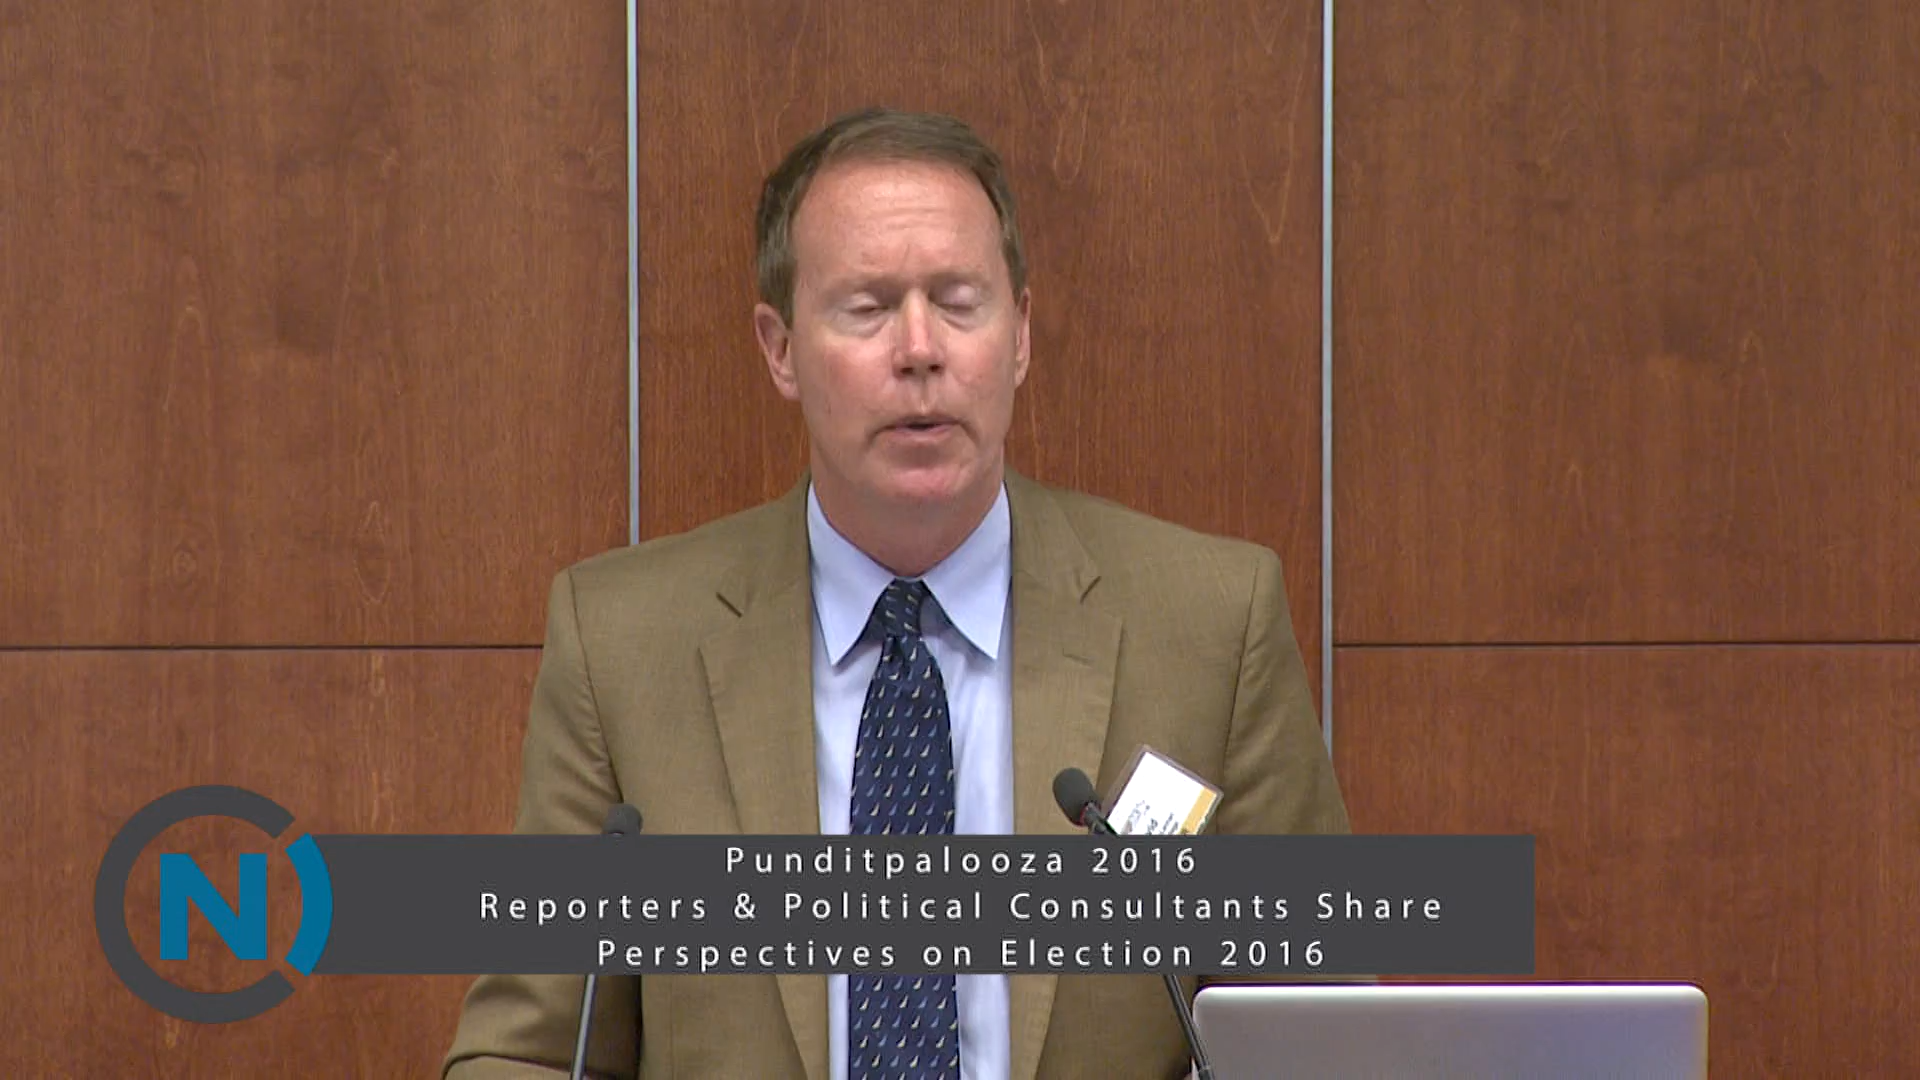 N
Punditpalooza 2016
Reporters & Political Consultants Share
Perspectives on Election 2016